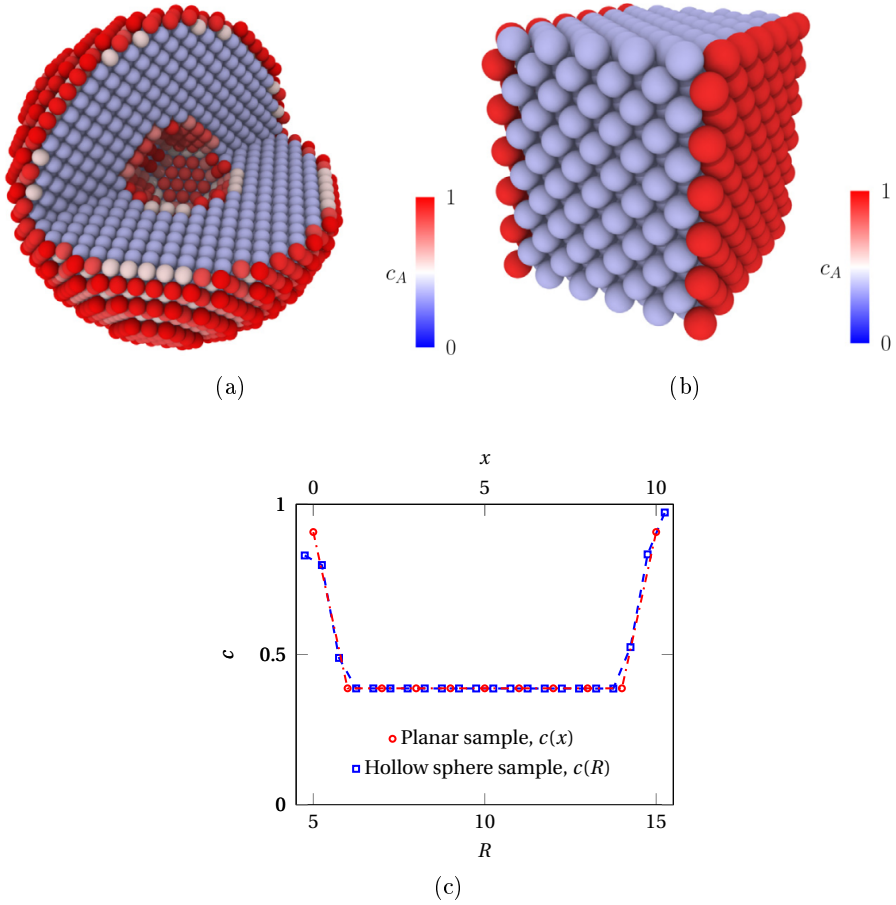 1
c_A
0
(a)
1
c_A
0
(b)
x
0 5 10
1
0.5
0
c
Planar sample, c(x)
Hollow sphere sample, c(R)
5 10 15
R
(c)